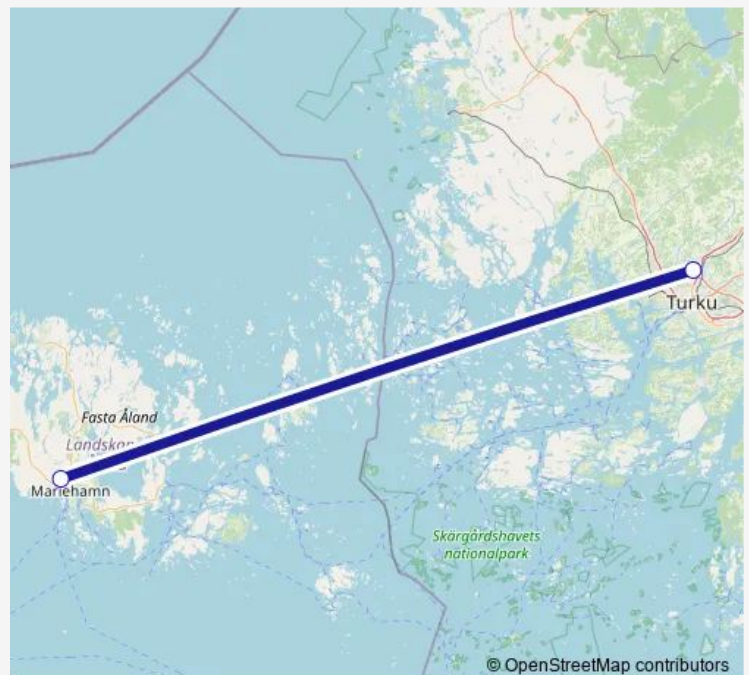 Turku
Fasta Åland
Landskap
Mariehamn
Skärgårdshavets
nationalpark
© OpenStreetMap contributors